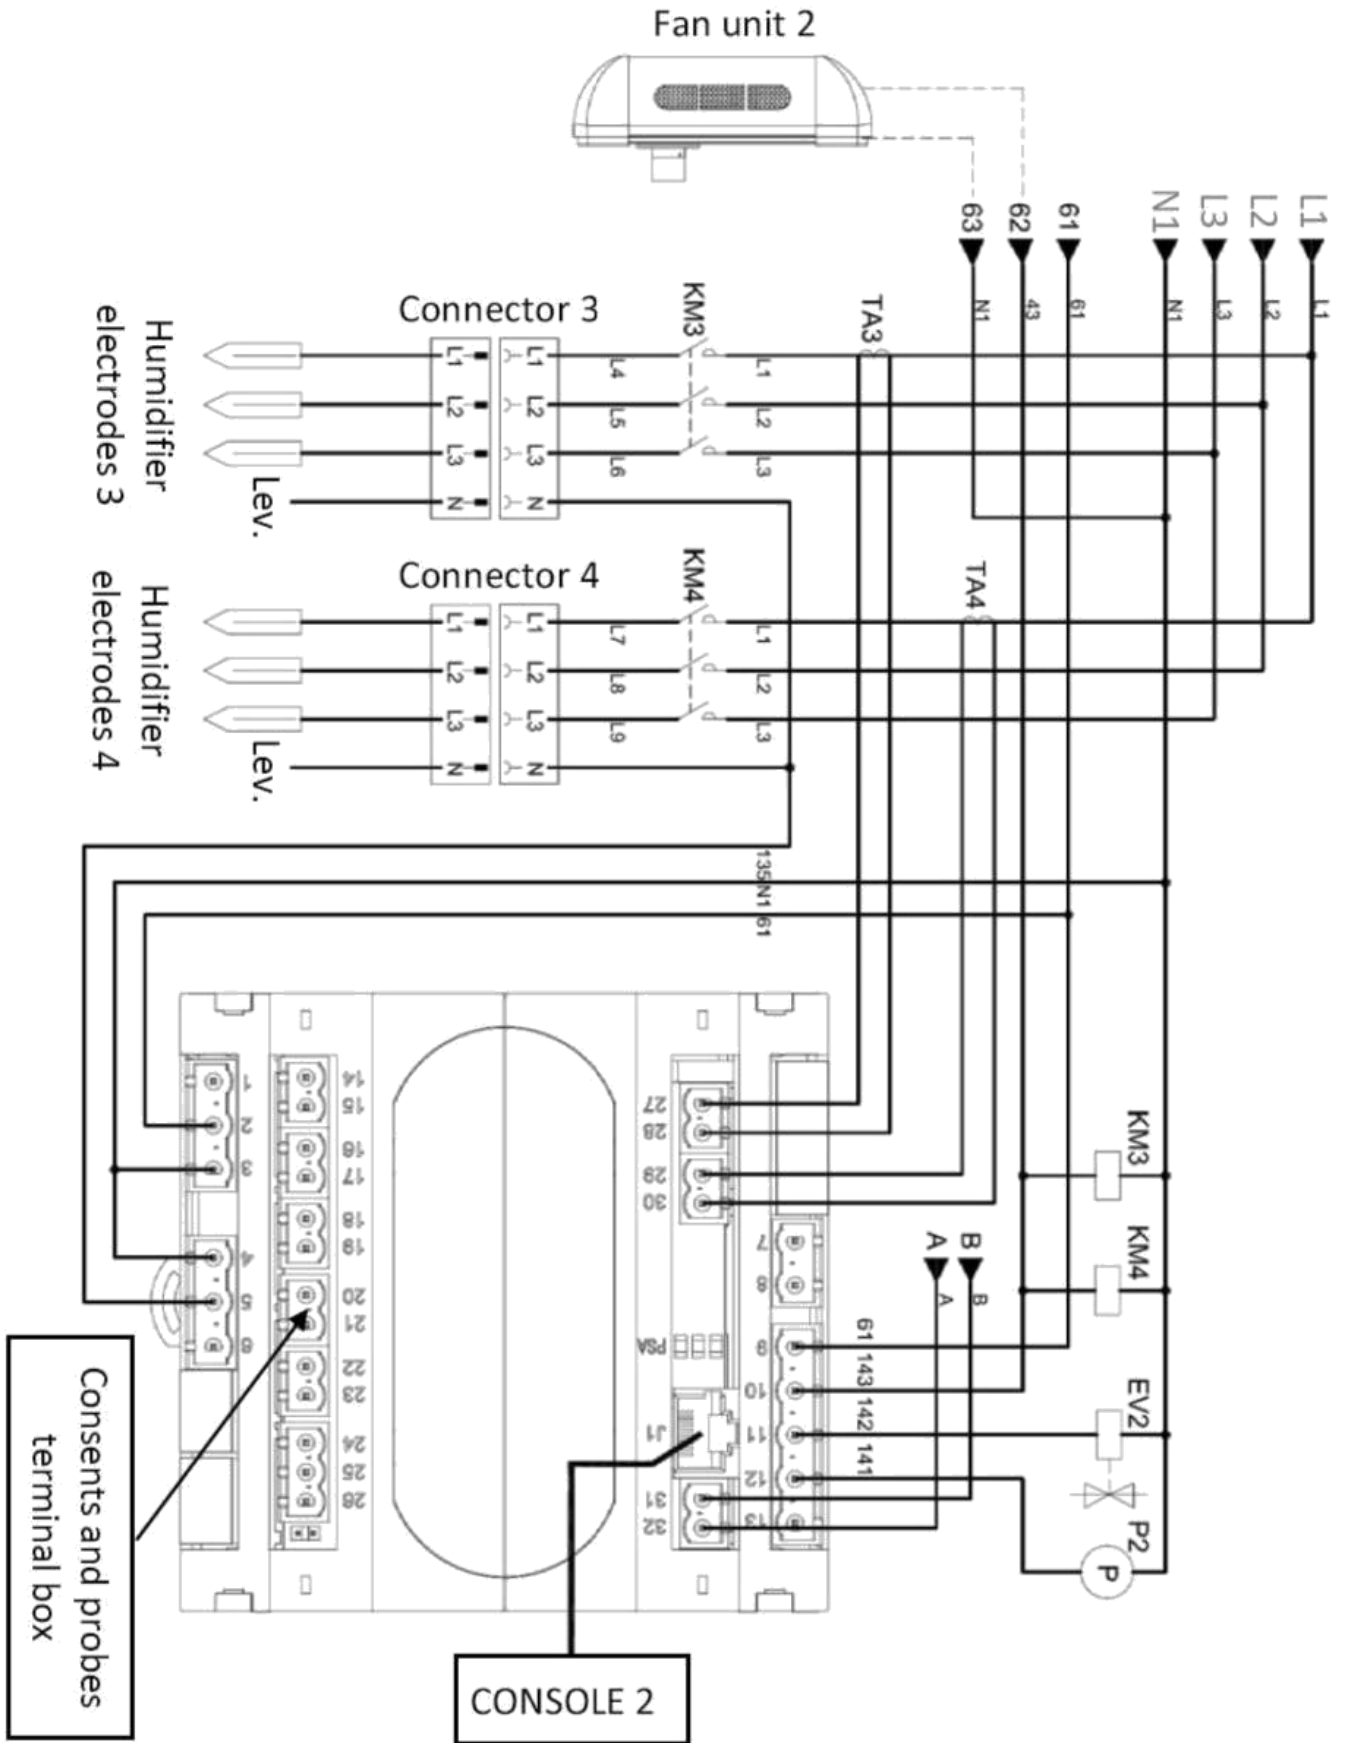 Fan unit 2
L1
L2
L3
N1
61
62
63
L1
L2
L3
N1
61
43
N1
Connector 3
KM3
TA3
Humidifier
electrodes 3
L1
L1
L4
L1
L2
L2
L5
L2
L3
L3
L6
L3
Lev.
N
N
Connector 4
KM4
TA4
Humidifier
electrodes 4
L1
L1
L7
L1
L2
L2
L8
L2
L3
L3
L9
L3
Lev.
N
N
135
N1
61
1
2
3
4
5
6
14
15
16
17
18
19
20
21
22
23
24
25
26
27
28
29
30
J1
31
32
7
8
9
10
11
12
13
A
B
A
B
61
143
142
141
KM3
KM4
EV2
P2
P
Consents and probes
terminal box
CONSOLE 2